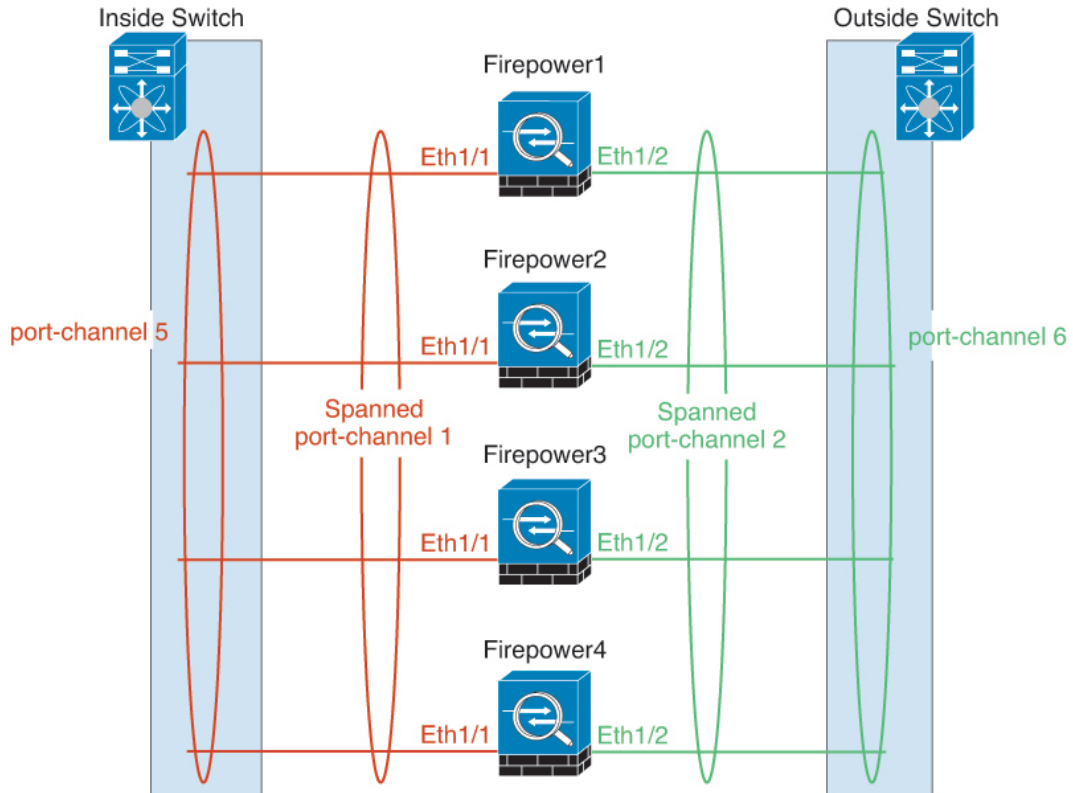 Inside Switch
Outside Switch
Firepower1
Eth1/1
Eth1/2
Firepower2
port-channel 5
port-channel 6
Eth1/1
Eth1/2
Spanned
port-channel 1
Spanned
port-channel 2
Firepower3
Eth1/1
Eth1/2
Firepower4
Eth1/1
Eth1/2